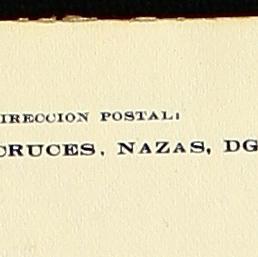 IRECCION POSTAL:
CRUCES, NAZAS, DG